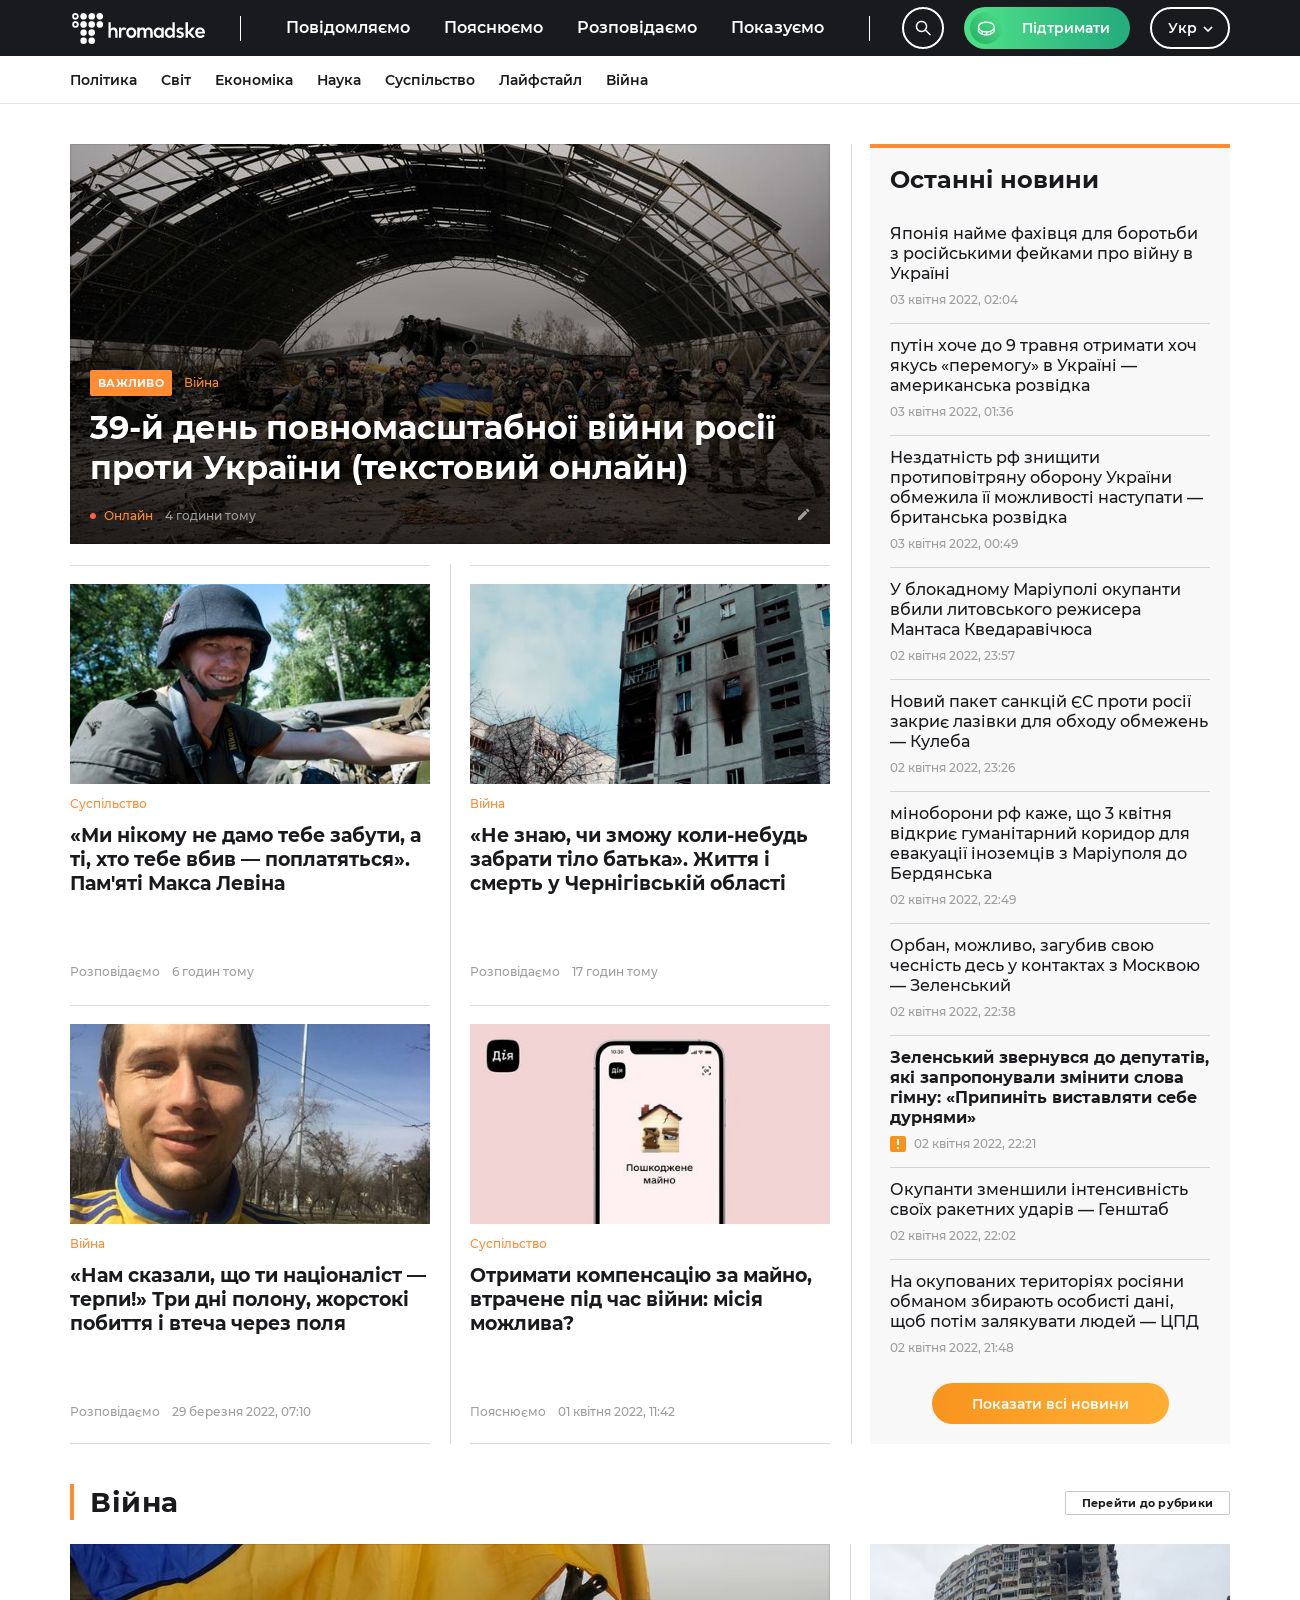 hromadske
Повідомляємо Пояснюємо Розповідаємо Показуємо
Підтримати
Укр
Політика Світ Економіка Наука Суспільство Лайфстайл Війна
ВАЖЛИВО Війна
39-й день повномасштабної війни росії
проти України (текстовий онлайн)
Онлайн 4 години тому
Nikon
Суспільство
«Ми нікому не дамо тебе забути, а
ті, хто тебе вбив — поплатяться».
Пам'яті Макса Левіна
Розповідаємо 6 годин тому
Війна
«Не знаю, чи зможу коли-небудь
забрати тіло батька». Життя і
смерть у Чернігівській області
Розповідаємо 17 годин тому
Війна
«Нам сказали, що ти націоналіст —
терпи!» Три дні полону, жорстокі
побиття і втеча через поля
Розповідаємо 29 березня 2022, 07:10
Дія
10:30
Дія
Пошкоджене
майно
Суспільство
Отримати компенсацію за майно,
втрачене під час війни: місія
можлива?
Пояснюємо 01 квітня 2022, 11:42
Останні новини
Японія найме фахівця для боротьби
з російськими фейками про війну в
Україні
03 квітня 2022, 02:04
путін хоче до 9 травня отримати хоч
якусь «перемогу» в Україні —
американська розвідка
03 квітня 2022, 01:36
Нездатність рф знищити
протиповітряну оборону України
обмежила її можливості наступати —
британська розвідка
03 квітня 2022, 00:49
У блокадному Маріуполі окупанти
вбили литовського режисера
Мантаса Кведаравічюса
02 квітня 2022, 23:57
Новий пакет санкцій ЄС проти росії
закриє лазівки для обходу обмежень
— Кулеба
02 квітня 2022, 23:26
міноборони рф каже, що 3 квітня
відкриє гуманітарний коридор для
евакуації іноземців з Маріуполя до
Бердянська
02 квітня 2022, 22:49
Орбан, можливо, загубив свою
чесність десь у контактах з Москвою
— Зеленський
02 квітня 2022, 22:38
Зеленський звернувся до депутатів,
які запропонували змінити слова
гімну: «Припиніть виставляти себе
дурнями»
02 квітня 2022, 22:21
Окупанти зменшили інтенсивність
своїх ракетних ударів — Генштаб
02 квітня 2022, 22:02
На окупованих територіях росіяни
обманом збирають особисті дані,
щоб потім залякувати людей — ЦПД
02 квітня 2022, 21:48
Показати всі новини
Війна
Перейти до рубрики